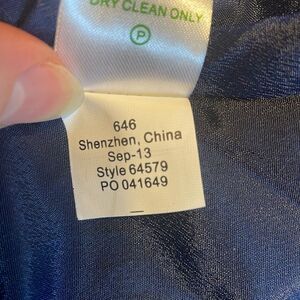 DRY CLEAN ONLY
P
646
Shenzhen, China
Sep-13
Style 64579
PO 041649